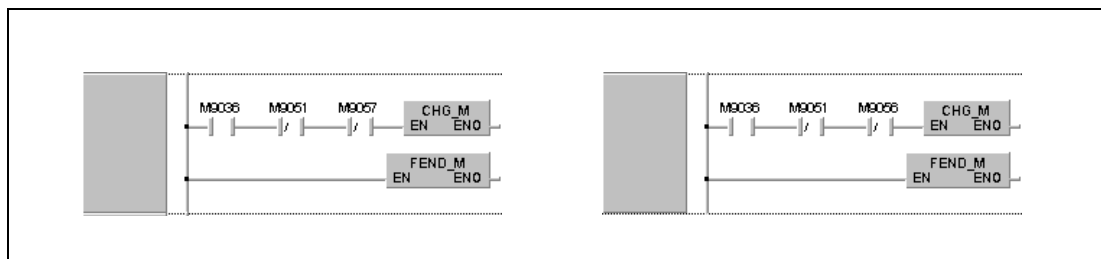 M9036 M9051 M9057 CHG_M
EN ENO
FEND_M
EN ENO
M9036 M9051 M9056 CHG_M
EN ENO
FEND_M
EN ENO